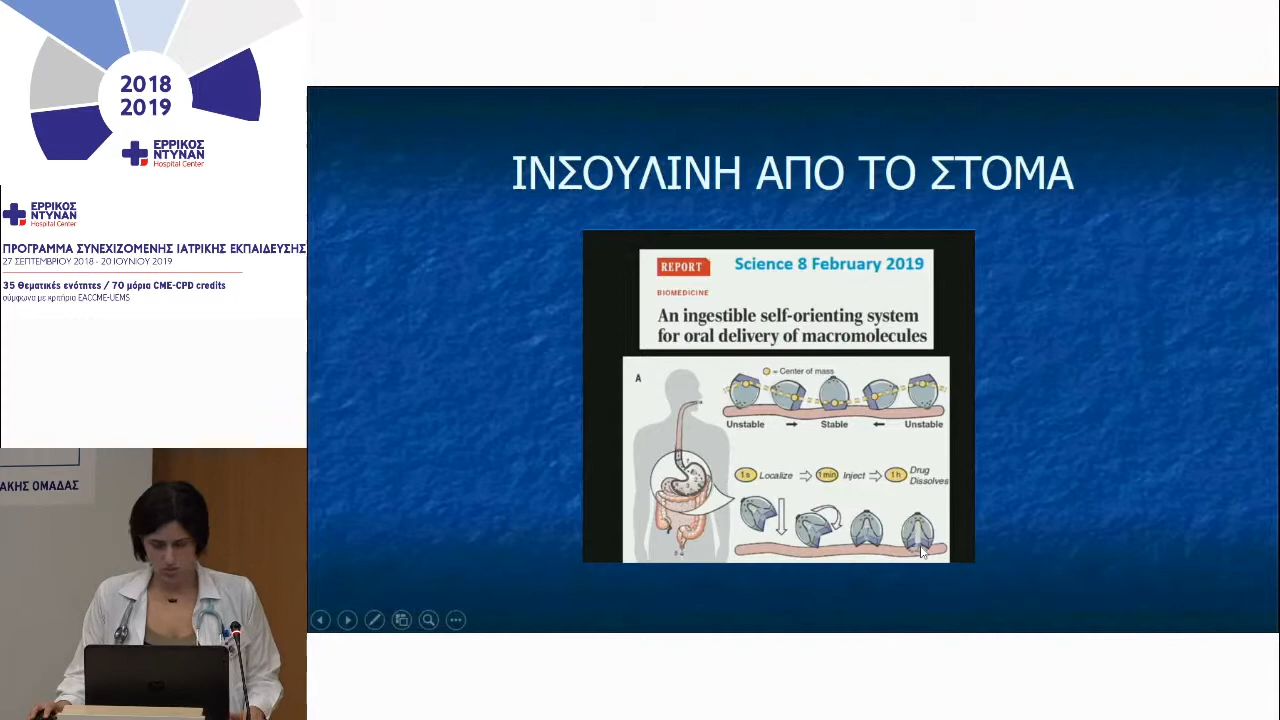 2018
2019
ΕΡΡΙΚΟΣ
ΝΤΥΝΑΝ
Hospital Center
ΕΡΡΙΚΟΣ
ΝΤΥΝΑΝ
Hospital Center
ΠΡΟΓΡΑΜΜΑ ΣΥΝΕΧΙΖΟΜΕΝΗΣ ΙΑΤΡΙΚΗΣ ΕΚΠΑΙΔΕΥΣΗΣ
27 ΣΕΠΤΕΜΒΡΙΟΥ 2018 - 20 ΙΟΥΝΙΟΥ 2019
35 Θεματικές ενότητες / 70 μόρια CME-CPD credits
σύμφωνα με κριτήρια EACCME-UEMS
ΑΚΗΣ ΟΜΑΔΑΣ
ΙΝΣΟΥΛΙΝΗ ΑΠΟ ΤΟ ΣΤΟΜΑ
REPORT
Science 8 February 2019
BIOMEDICINE
An ingestible self-orienting system
for oral delivery of macromolecules
A
= Center of mass
Unstable
Stable
Unstable
1s Localize
1 min Inject
1 h Drug
Dissolves